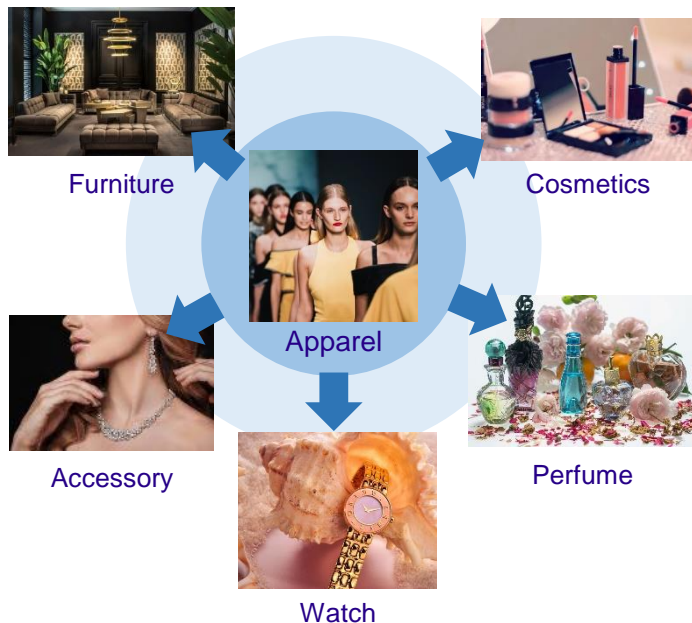 Furniture
Cosmetics
Apparel
Accessory
Perfume
Watch